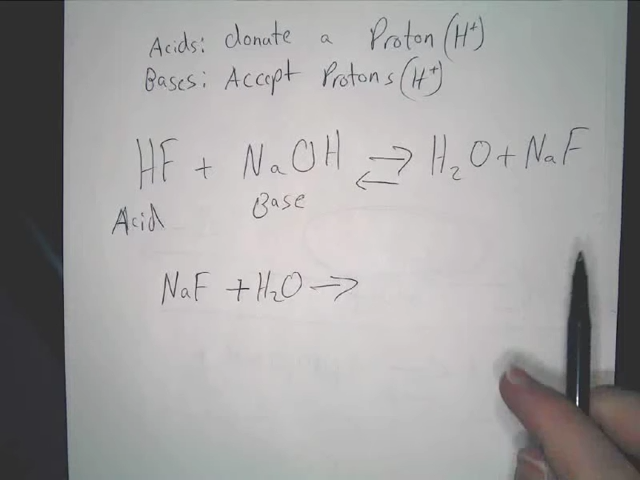 Acids: donate a Proton (H⁺)
Bases: Accept Protons (H⁺)
HF + NaOH ⇌ H₂O + NaF
Acid Base
NaF + H₂O →